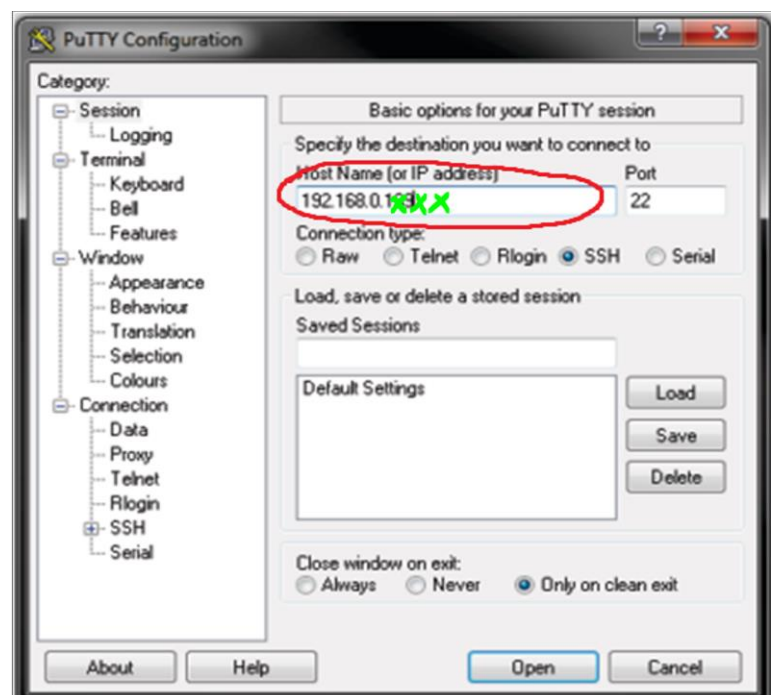 PuTTY Configuration
Category:
Session
Logging
Terminal
Keyboard
Bell
Features
Window
Appearance
Behaviour
Translation
Selection
Colours
Connection
Data
Proxy
Telnet
Rlogin
SSH
Serial
Basic options for your PuTTY session
Specify the destination you want to connect to
Host Name (or IP address) Port
xxx 22
Connection type:
Raw Telnet Rlogin SSH Serial
Load, save or delete a stored session
Saved Sessions
Default Settings
Load
Save
Delete
Close window on exit:
Always Never Only on clean exit
About Help Open Cancel